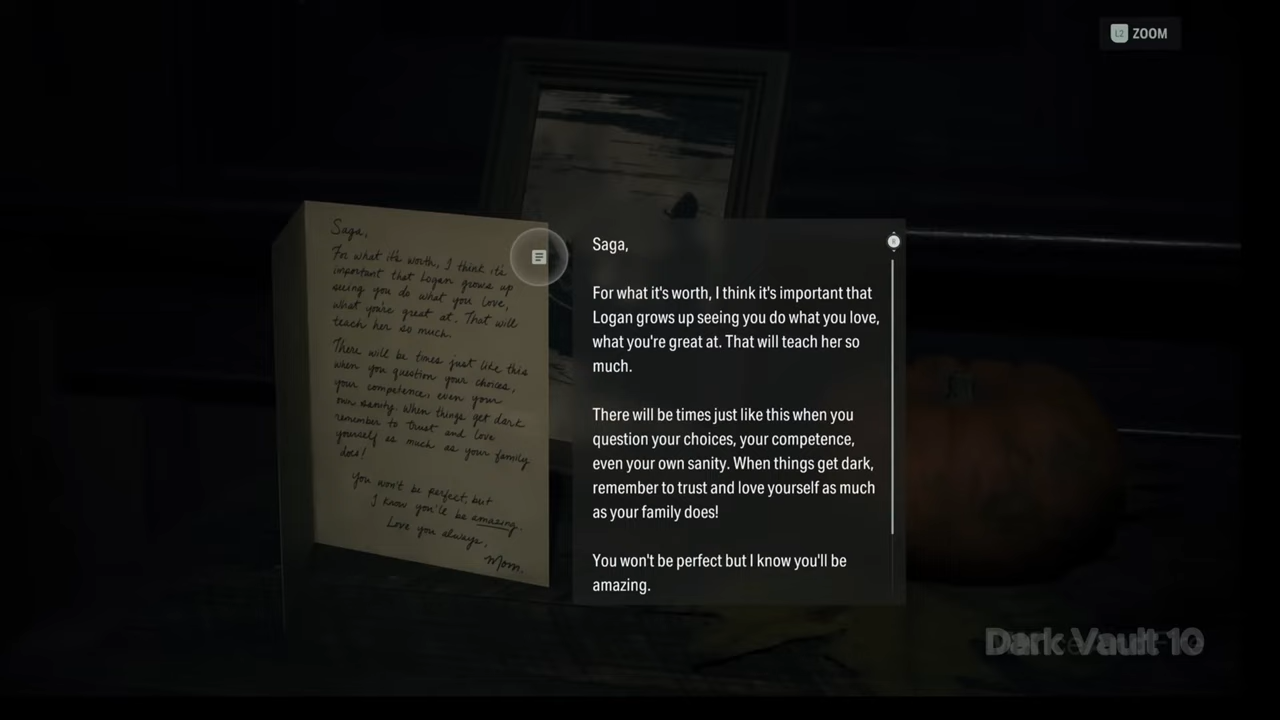 L2 ZOOM
Saga,
For what it's worth, I think it's
important that Logan grows up
seeing you do what you love,
what you're great at. That will
teach her so much.
There will be times just like this
when you question your choices,
your competence, even your
own sanity. When things get dark
remember to trust and love
yourself as much as your family
does!
You won't be perfect, but
I know you'll be amazing.
Love you always,
Mom.
R
Saga,
For what it's worth, I think it's important that
Logan grows up seeing you do what you love,
what you're great at. That will teach her so
much.
There will be times just like this when you
question your choices, your competence,
even your own sanity. When things get dark,
remember to trust and love yourself as much
as your family does!
You won't be perfect but I know you'll be
amazing.
Dark Vault 10